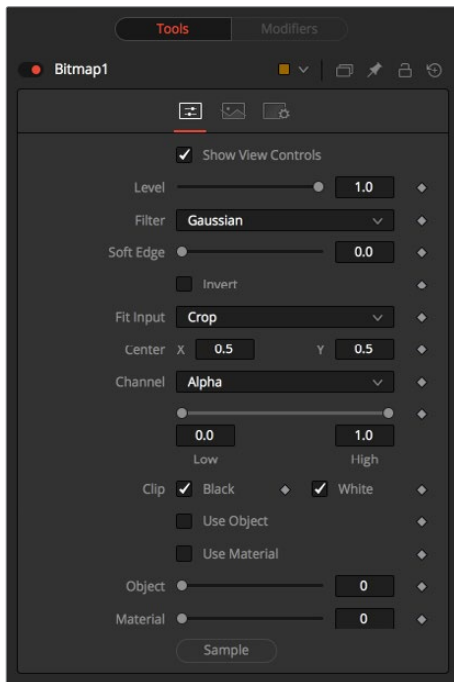 Tools Modifiers
Bitmap1
Show View Controls
Level 1.0
Filter Gaussian
Soft Edge 0.0
Invert
Fit Input Crop
Center X 0.5 Y 0.5
Channel Alpha
0.0 1.0
Low High
Clip Black White
Use Object
Use Material
Object 0
Material 0
Sample